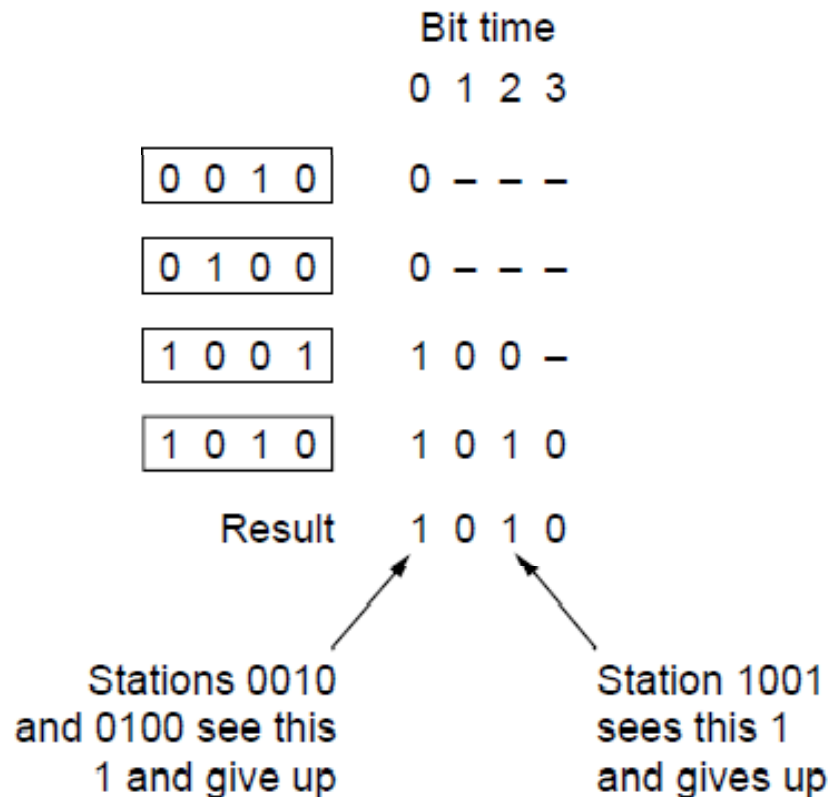 Bit time
0 1 2 3
0 0 1 0 0 – – –
0 1 0 0 0 – – –
1 0 0 1 1 0 0 –
1 0 1 0 1 0 1 0
Result 1 0 1 0
Stations 0010
and 0100 see this
1 and give up
Station 1001
sees this 1
and gives up